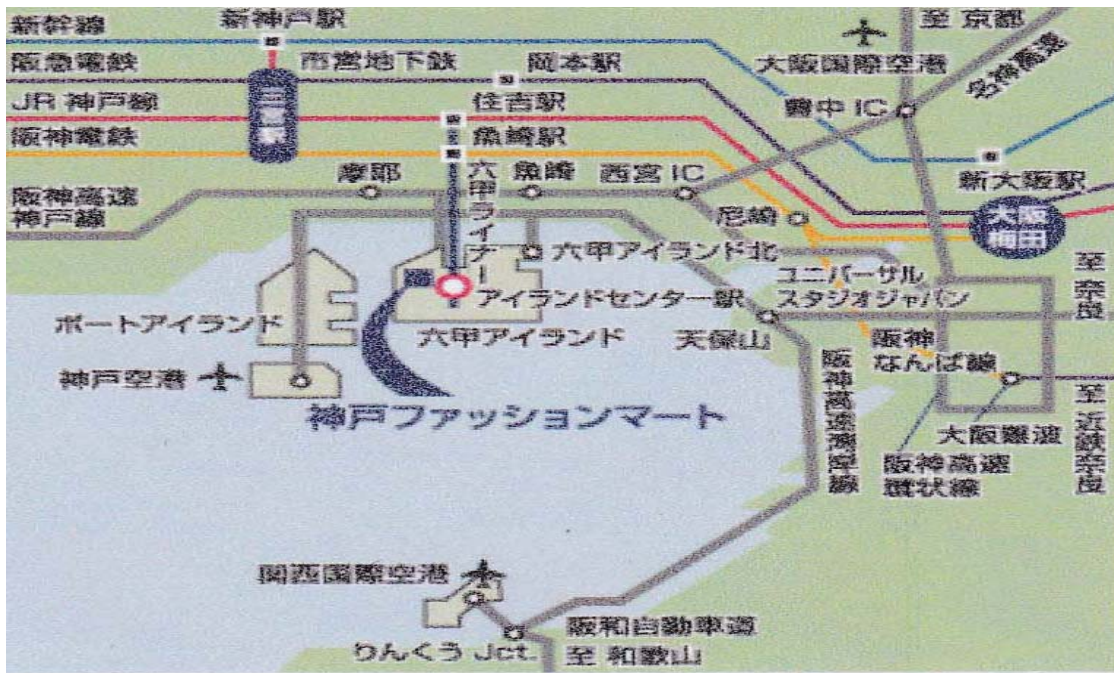 新幹線
新神戸駅
至 京都
阪急電鉄
市営地下鉄
岡本駅
大阪国際空港
名神高速
JR 神戸線
住吉駅
豊中 IC
三宮駅
阪神電鉄
魚崎駅
摩耶
魚崎
西宮 IC
新大阪駅
阪神高速
神戸線
六甲ライナー
尼崎
大阪
梅田
六甲アイランド北
ユニバーサル
スタジオジャパン
至 奈良
アイランドセンター駅
ポートアイランド
六甲アイランド
天保山
阪神
なんば線
神戸空港
阪神高速湾岸線
神戸ファッションマート
大阪難波
至 近鉄奈良
阪神高速
環状線
関西国際空港
阪和自動車道
りんくう Jct.
至 和歌山